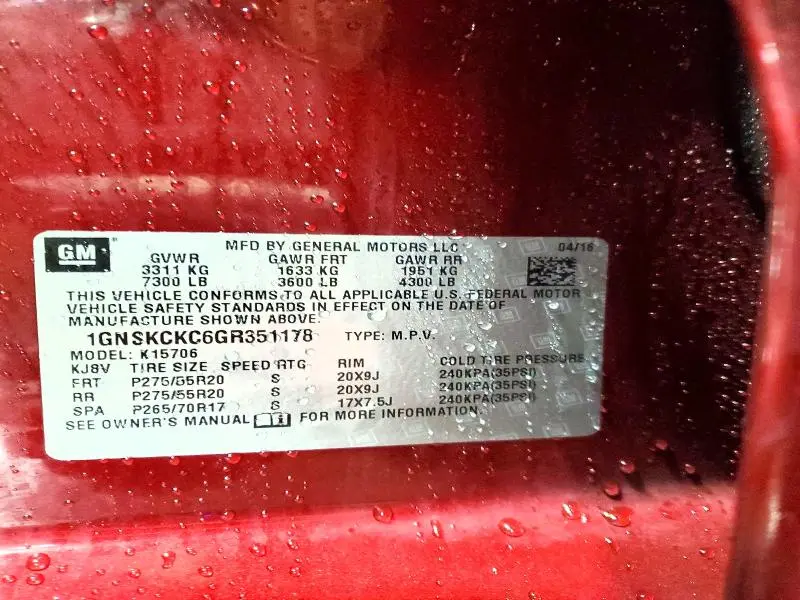 GM
MFD BY GENERAL MOTORS LLC 04/16
GVWR GAWR FRT GAWR RR
3311 KG 1633 KG 1951 KG
7300 LB 3600 LB 4300 LB
THIS VEHICLE CONFORMS TO ALL APPLICABLE U.S. FEDERAL MOTOR
VEHICLE SAFETY STANDARDS IN EFFECT ON THE DATE OF
MANUFACTURE SHOWN ABOVE.
1GNSKCKC6GR351178 TYPE: M.P.V.
MODEL: K15706
KJ8V TIRE SIZE SPEED RTG RIM COLD TIRE PRESSURE
FRT P275/55R20 S 20X9J 240KPA(35PSI)
RR P275/55R20 S 20X9J 240KPA(35PSI)
SPA P265/70R17 S 17X7.5J 240KPA(35PSI)
SEE OWNER'S MANUAL FOR MORE INFORMATION.